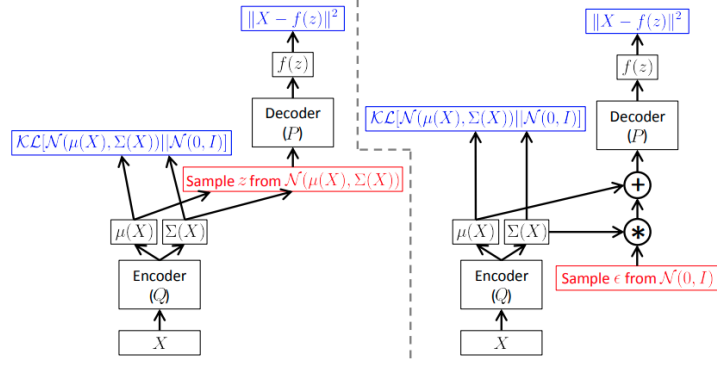 ‖X − f(z)‖²
f(z)
Decoder
(P)
𝒦ℒ[𝒩(μ(X), Σ(X))||𝒩(0, I)]
Sample z from 𝒩(μ(X), Σ(X))
μ(X)
Σ(X)
Encoder
(Q)
X
‖X − f(z)‖²
f(z)
Decoder
(P)
𝒦ℒ[𝒩(μ(X), Σ(X))||𝒩(0, I)]
+
μ(X)
Σ(X)
*
Encoder
(Q)
Sample ϵ from 𝒩(0, I)
X